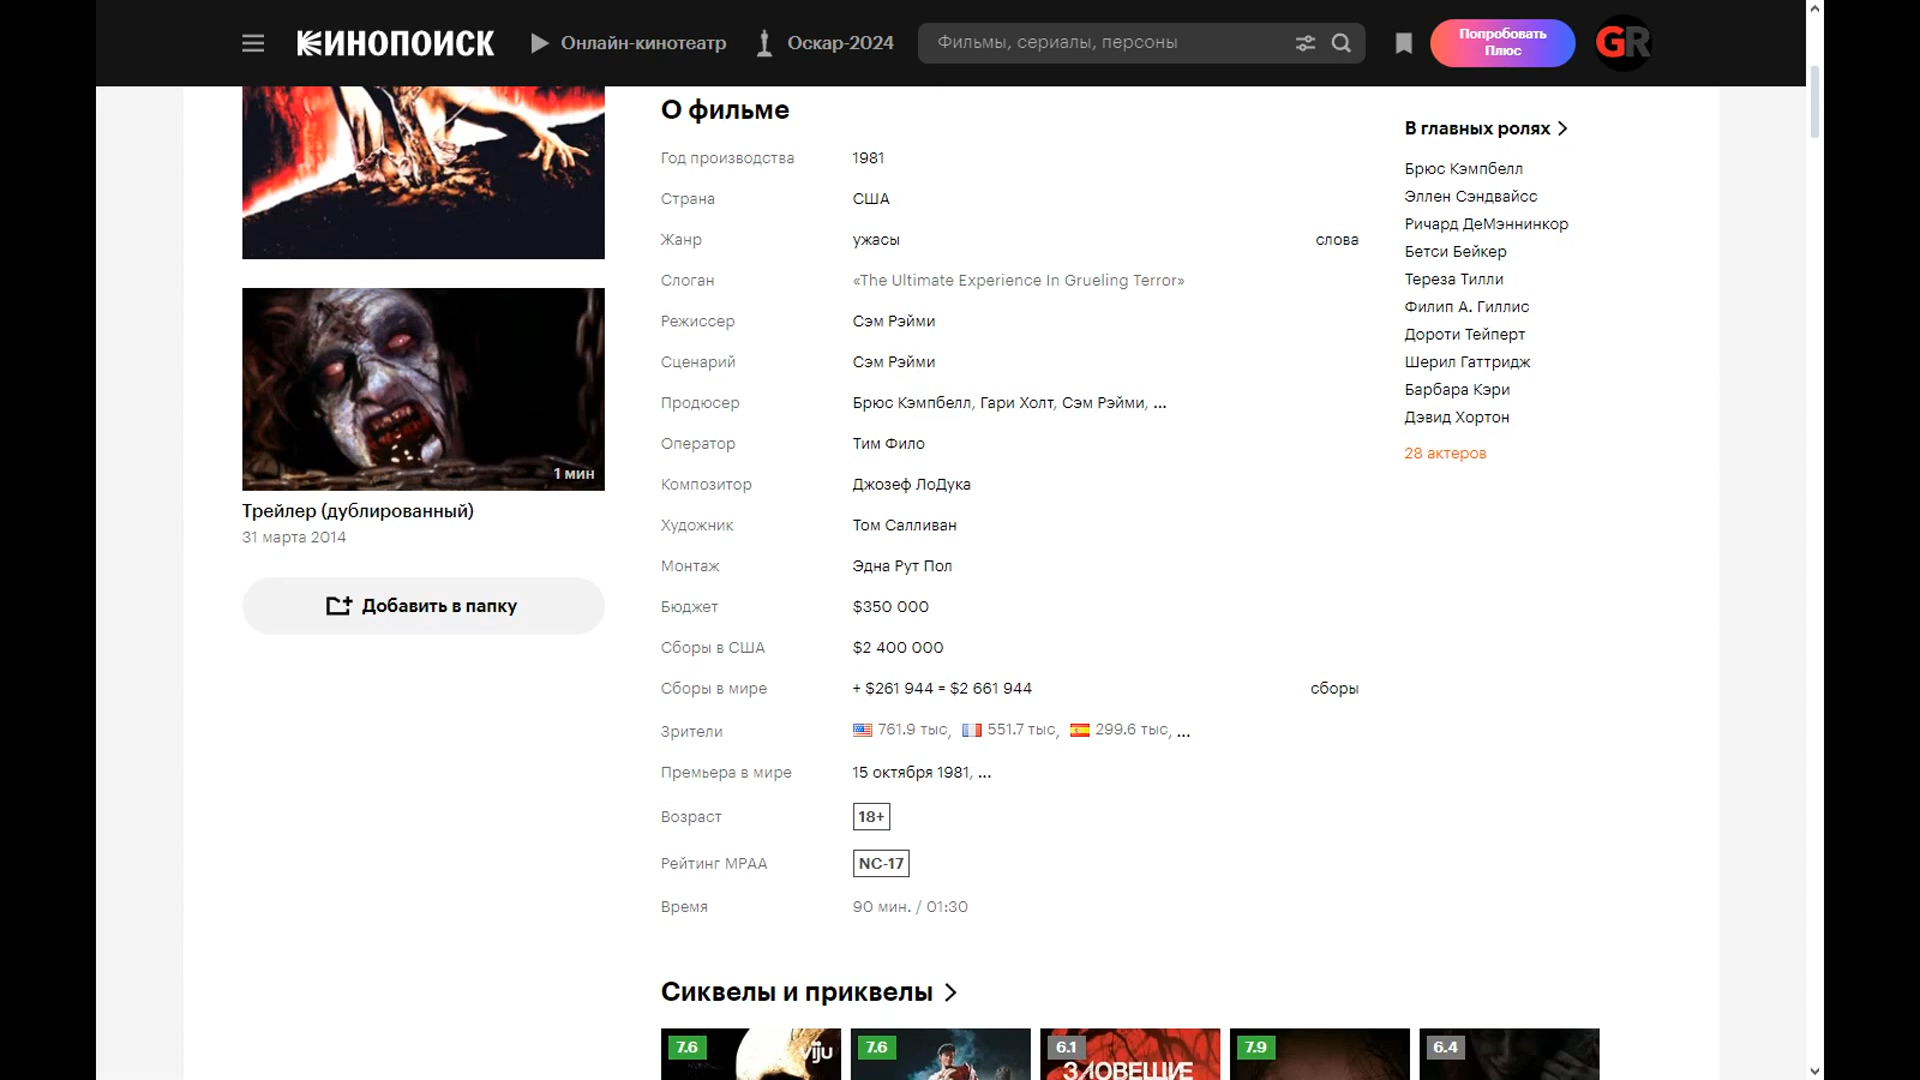 КИНОПОИСК
Онлайн-кинотеатр
Оскар-2024
Фильмы, сериалы, персоны
Попробовать
Плюс
GR
1 мин
Трейлер (дублированный)
31 марта 2014
Добавить в папку
О фильме
Год производства 1981
Страна США
Жанр ужасы слова
Слоган «The Ultimate Experience In Grueling Terror»
Режиссер Сэм Рэйми
Сценарий Сэм Рэйми
Продюсер Брюс Кэмпбелл, Гари Холт, Сэм Рэйми, ...
Оператор Тим Фило
Композитор Джозеф ЛоДука
Художник Том Салливан
Монтаж Эдна Рут Пол
Бюджет $350 000
Сборы в США $2 400 000
Сборы в мире + $261 944 = $2 661 944 сборы
Зрители 761.9 тыс, 551.7 тыс, 299.6 тыс, ...
Премьера в мире 15 октября 1981, ...
Возраст 18+
Рейтинг MPAA NC-17
Время 90 мин. / 01:30
В главных ролях
Брюс Кэмпбелл
Эллен Сэндвайсс
Ричард ДеМэннинкор
Бетси Бейкер
Тереза Тилли
Филип А. Гиллис
Дороти Тейперт
Шерил Гаттридж
Барбара Кэри
Дэвид Хортон
28 актеров
Сиквелы и приквелы
7.6 viju 7.6 6.1 7.9 6.4
ЗЛОВЕЩИЕ